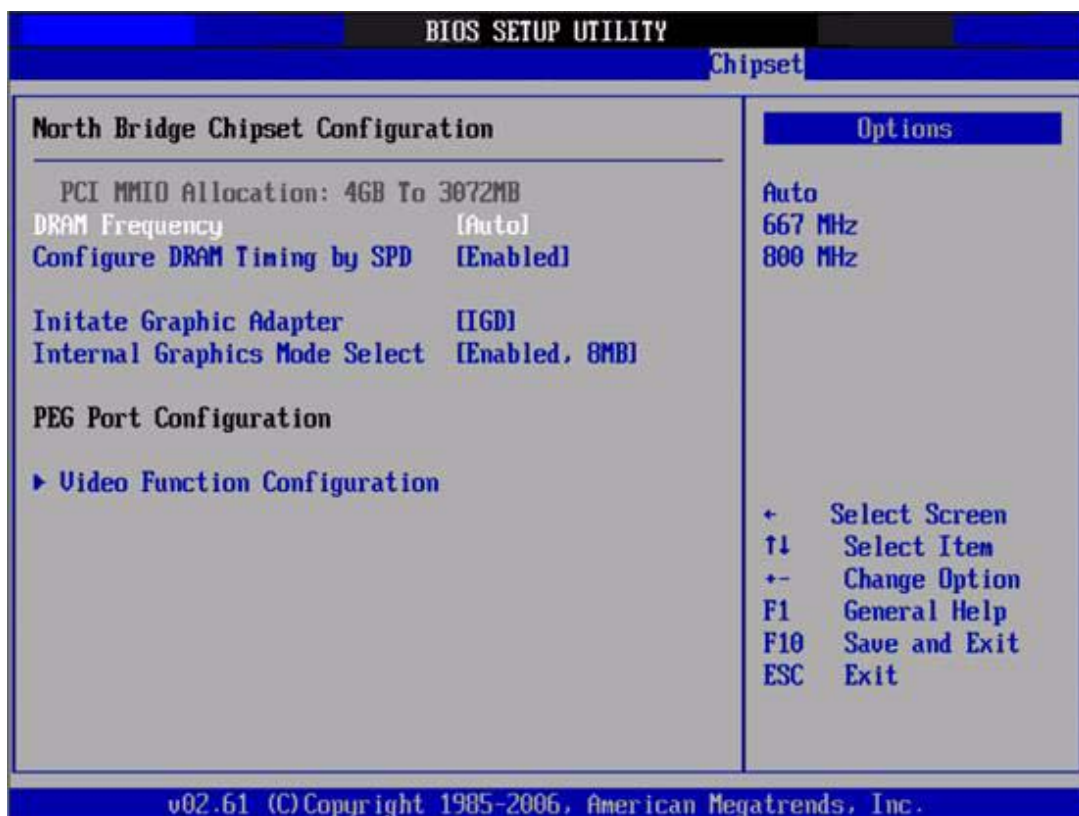 BIOS SETUP UTILITY
Chipset
North Bridge Chipset Configuration
PCI MMIO Allocation: 4GB To 3072MB
DRAM Frequency [Auto]
Configure DRAM Timing by SPD [Enabled]
Initate Graphic Adapter [IGD]
Internal Graphics Mode Select [Enabled, 8MB]
PEG Port Configuration
▶ Video Function Configuration
Options
Auto
667 MHz
800 MHz
← Select Screen
↑↓ Select Item
+- Change Option
F1 General Help
F10 Save and Exit
ESC Exit
v02.61 (C)Copyright 1985-2006, American Megatrends, Inc.